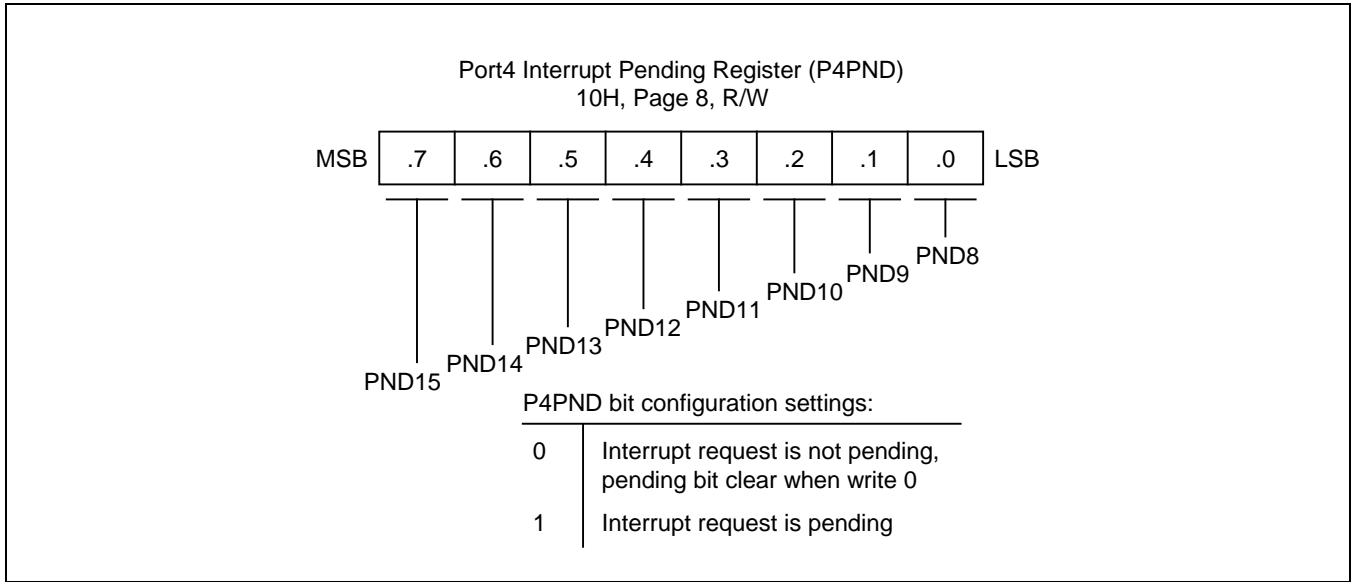 Port4 Interrupt Pending Register (P4PND)
10H, Page 8, R/W
MSB .7 .6 .5 .4 .3 .2 .1 .0 LSB
PND8
PND9
PND10
PND11
PND12
PND13
PND14
PND15
P4PND bit configuration settings:
0 Interrupt request is not pending,
pending bit clear when write 0
1 Interrupt request is pending